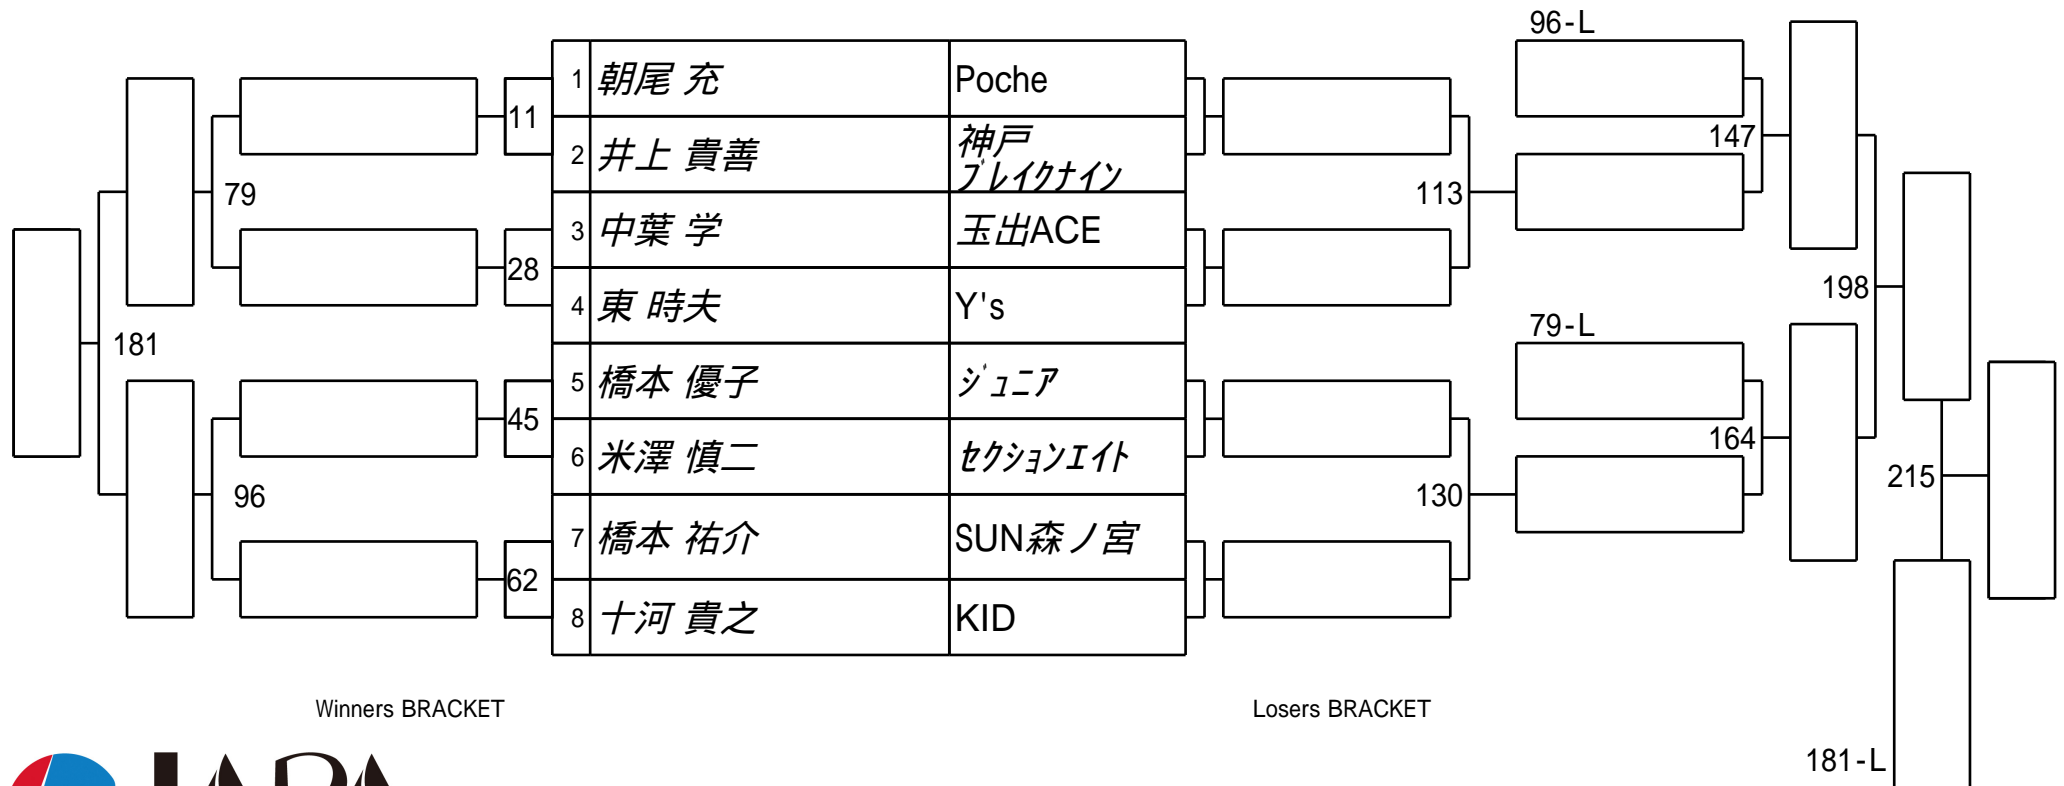 96-L
1 朝尾 充 Poche
11
147
2 井上 貴善 神戸
ブレイクナイン
79
113
3 中葉 学 玉出ACE
28
4 東 時夫 Y's
198
79-L
181
5 橋本 優子 ジュニア
45
164
6 米澤 慎二 セクションエイト
215
96
130
7 橋本 祐介 SUN森ノ宮
62
8 十河 貴之 KID
Winners BRACKET
Losers BRACKET
181-L